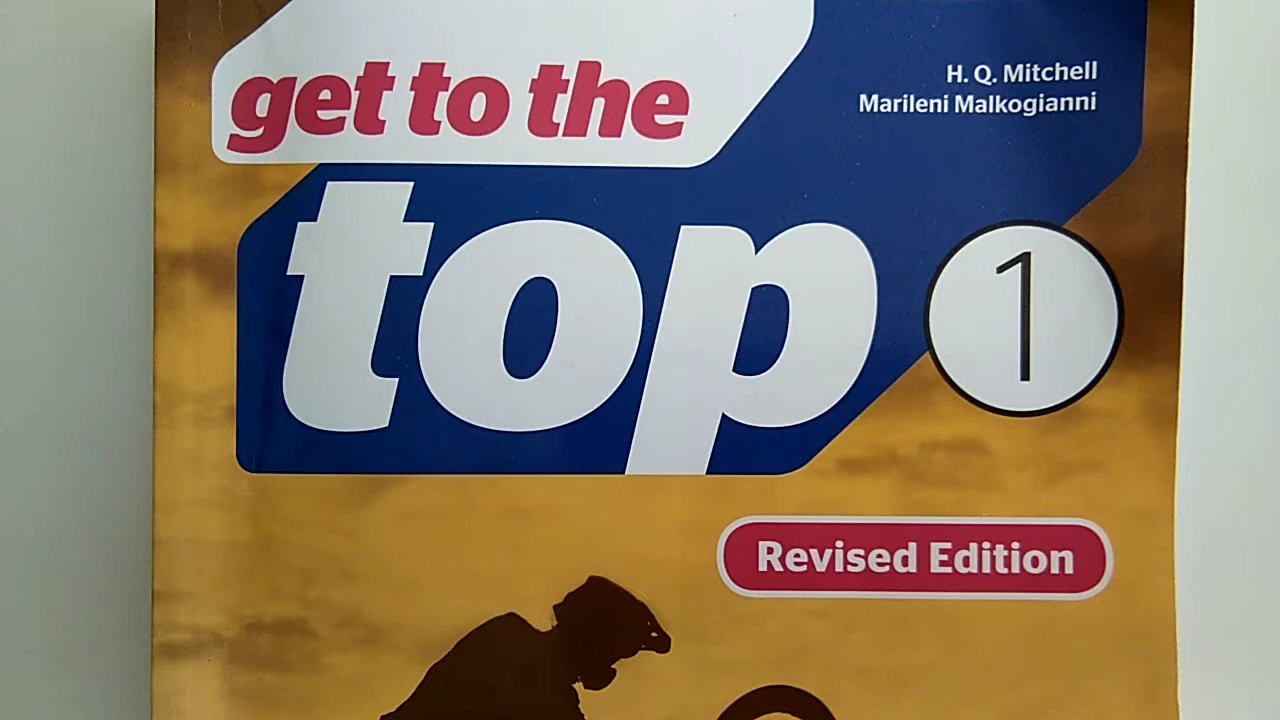 get to the
H. Q. Mitchell
Marileni Malkogianni
top
1
Revised Edition